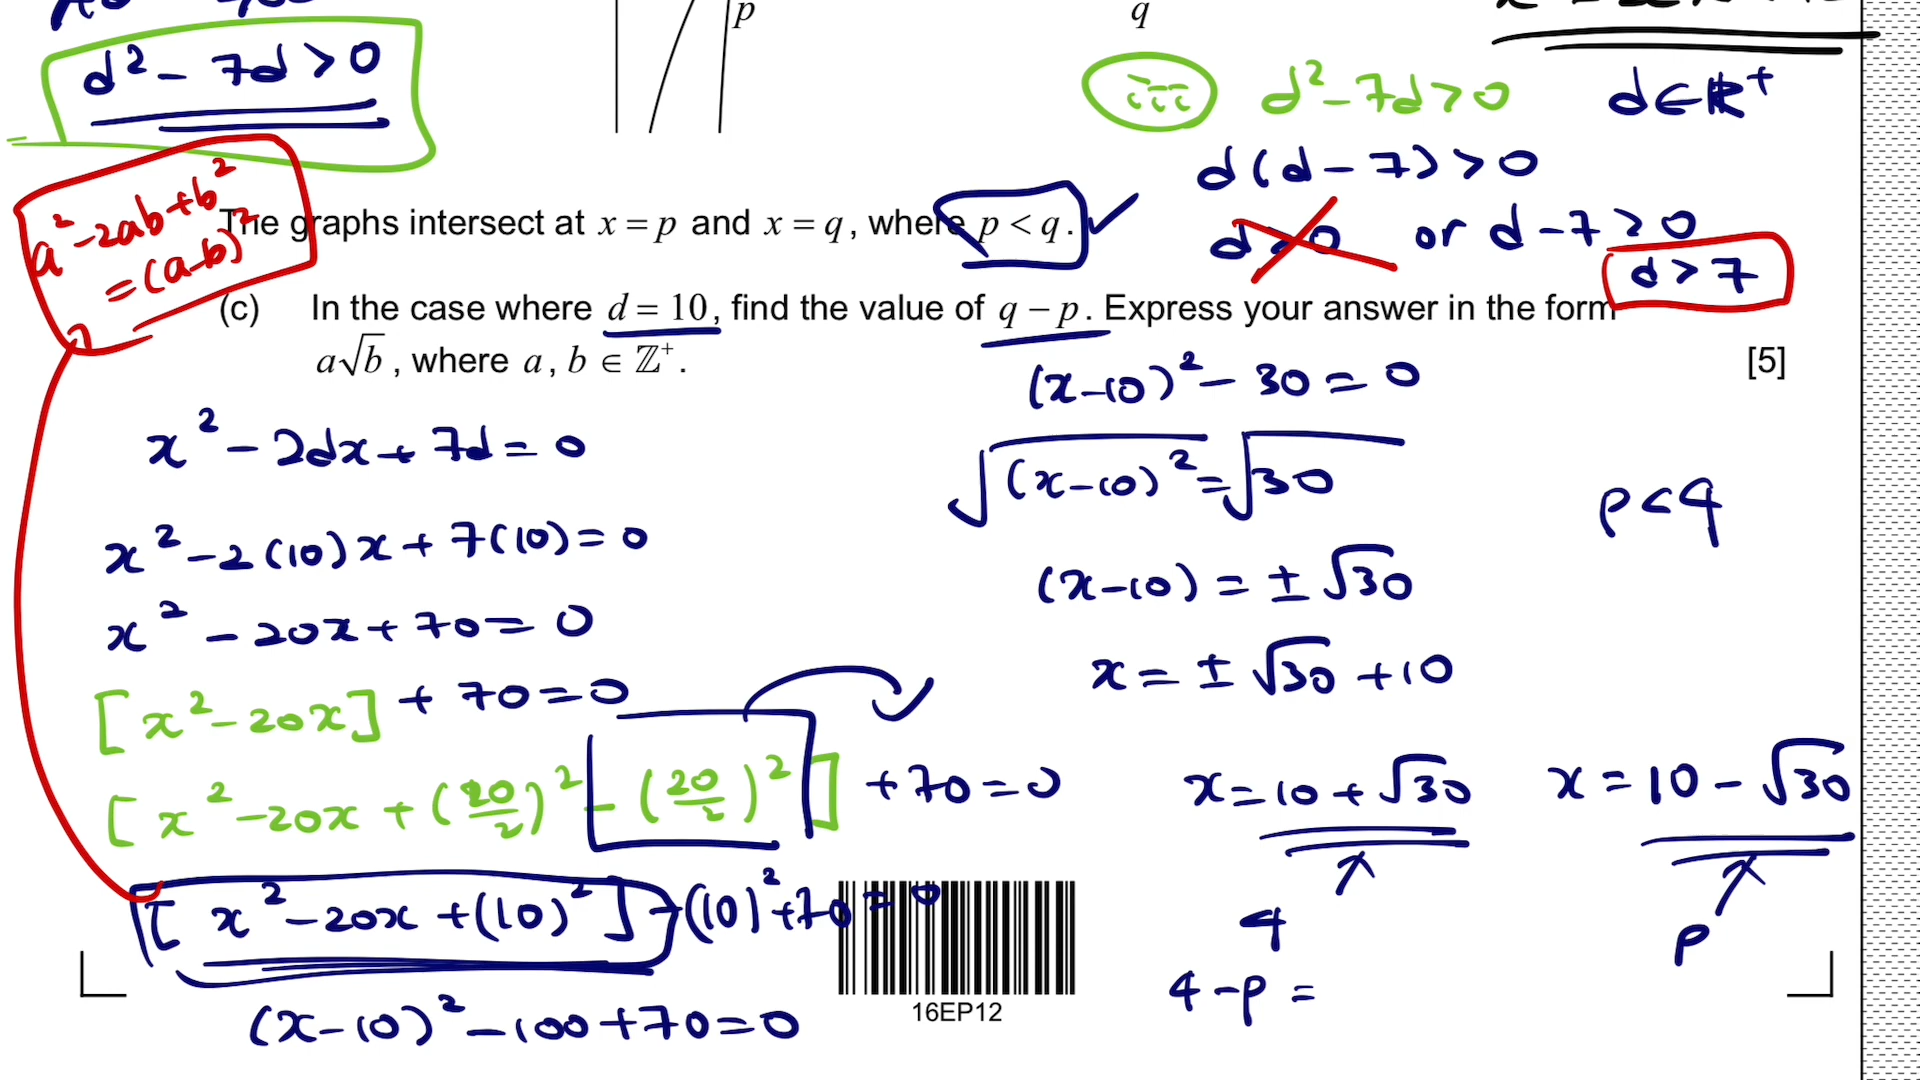 p
q
d² - 7d > 0
iii d² - 7d > 0 d ∈ ℝ⁺
d(d - 7) > 0
a² - 2ab + b²
= (a - b)²
The graphs intersect at x = p and x = q, where p < q.
d > 0 or d - 7 > 0
d > 7
(c) In the case where d = 10, find the value of q - p. Express your answer in the form
a√b, where a, b ∈ ℤ⁺. [5]
x² - 2dx + 7d = 0
x² - 2(10)x + 7(10) = 0
x² - 20x + 70 = 0
[x² - 20x] + 70 = 0
[x² - 20x + (20/2)² - (20/2)²] + 70 = 0
[x² - 20x + (10)²] - (10)² + 70 = 0
(x - 10)² - 100 + 70 = 0
(x - 10)² - 30 = 0
√(x - 10)² = √30
p < q
(x - 10) = ± √30
x = ± √30 + 10
x = 10 + √30 x = 10 - √30
q p
q - p =
16EP12